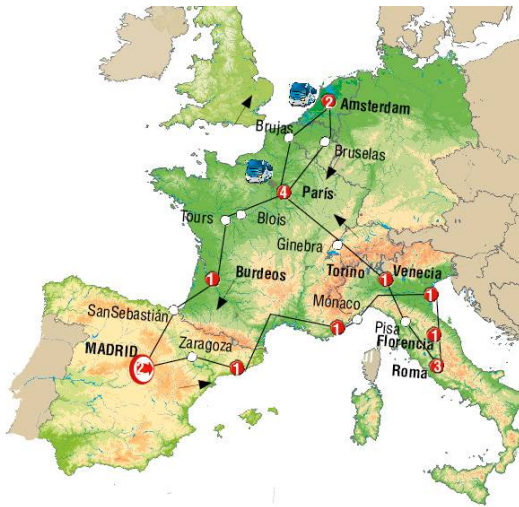 2 Amsterdam
Brujas
Bruselas
4 París
Tours
Blois
Ginebra
1 Burdeos
Torino 1 Venecia
1
SanSebastián
Mónaco
1
Pisa
1
Florencia
MADRID
2
Zaragoza
1
Roma 3